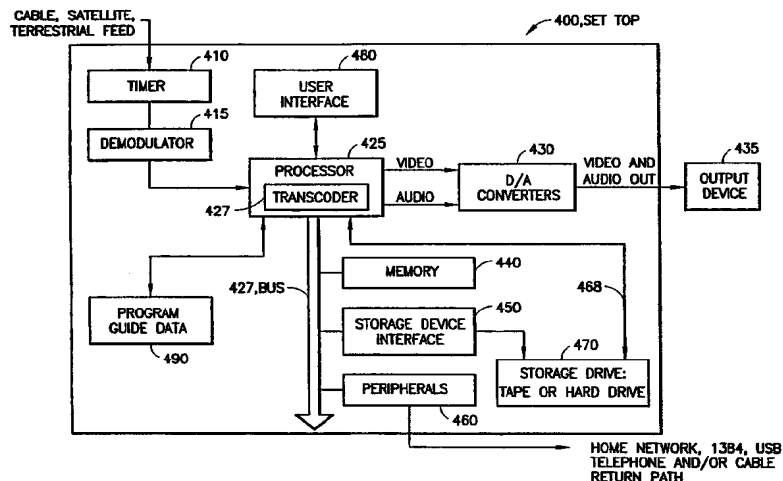 CABLE, SATELLITE,
TERRESTRIAL FEED
400,SET TOP
410
TIMER
415
DEMODULATOR
480
USER
INTERFACE
425
PROCESSOR
427
TRANSCODER
VIDEO
AUDIO
430
D/A
CONVERTERS
VIDEO AND
AUDIO OUT
435
OUTPUT
DEVICE
427,BUS
MEMORY
440
468
PROGRAM
GUIDE DATA
490
450
STORAGE DEVICE
INTERFACE
470
STORAGE DRIVE:
TAPE OR HARD DRIVE
PERIPHERALS
460
HOME NETWORK, 1384, USB
TELEPHONE AND/OR CABLE
RETURN PATH